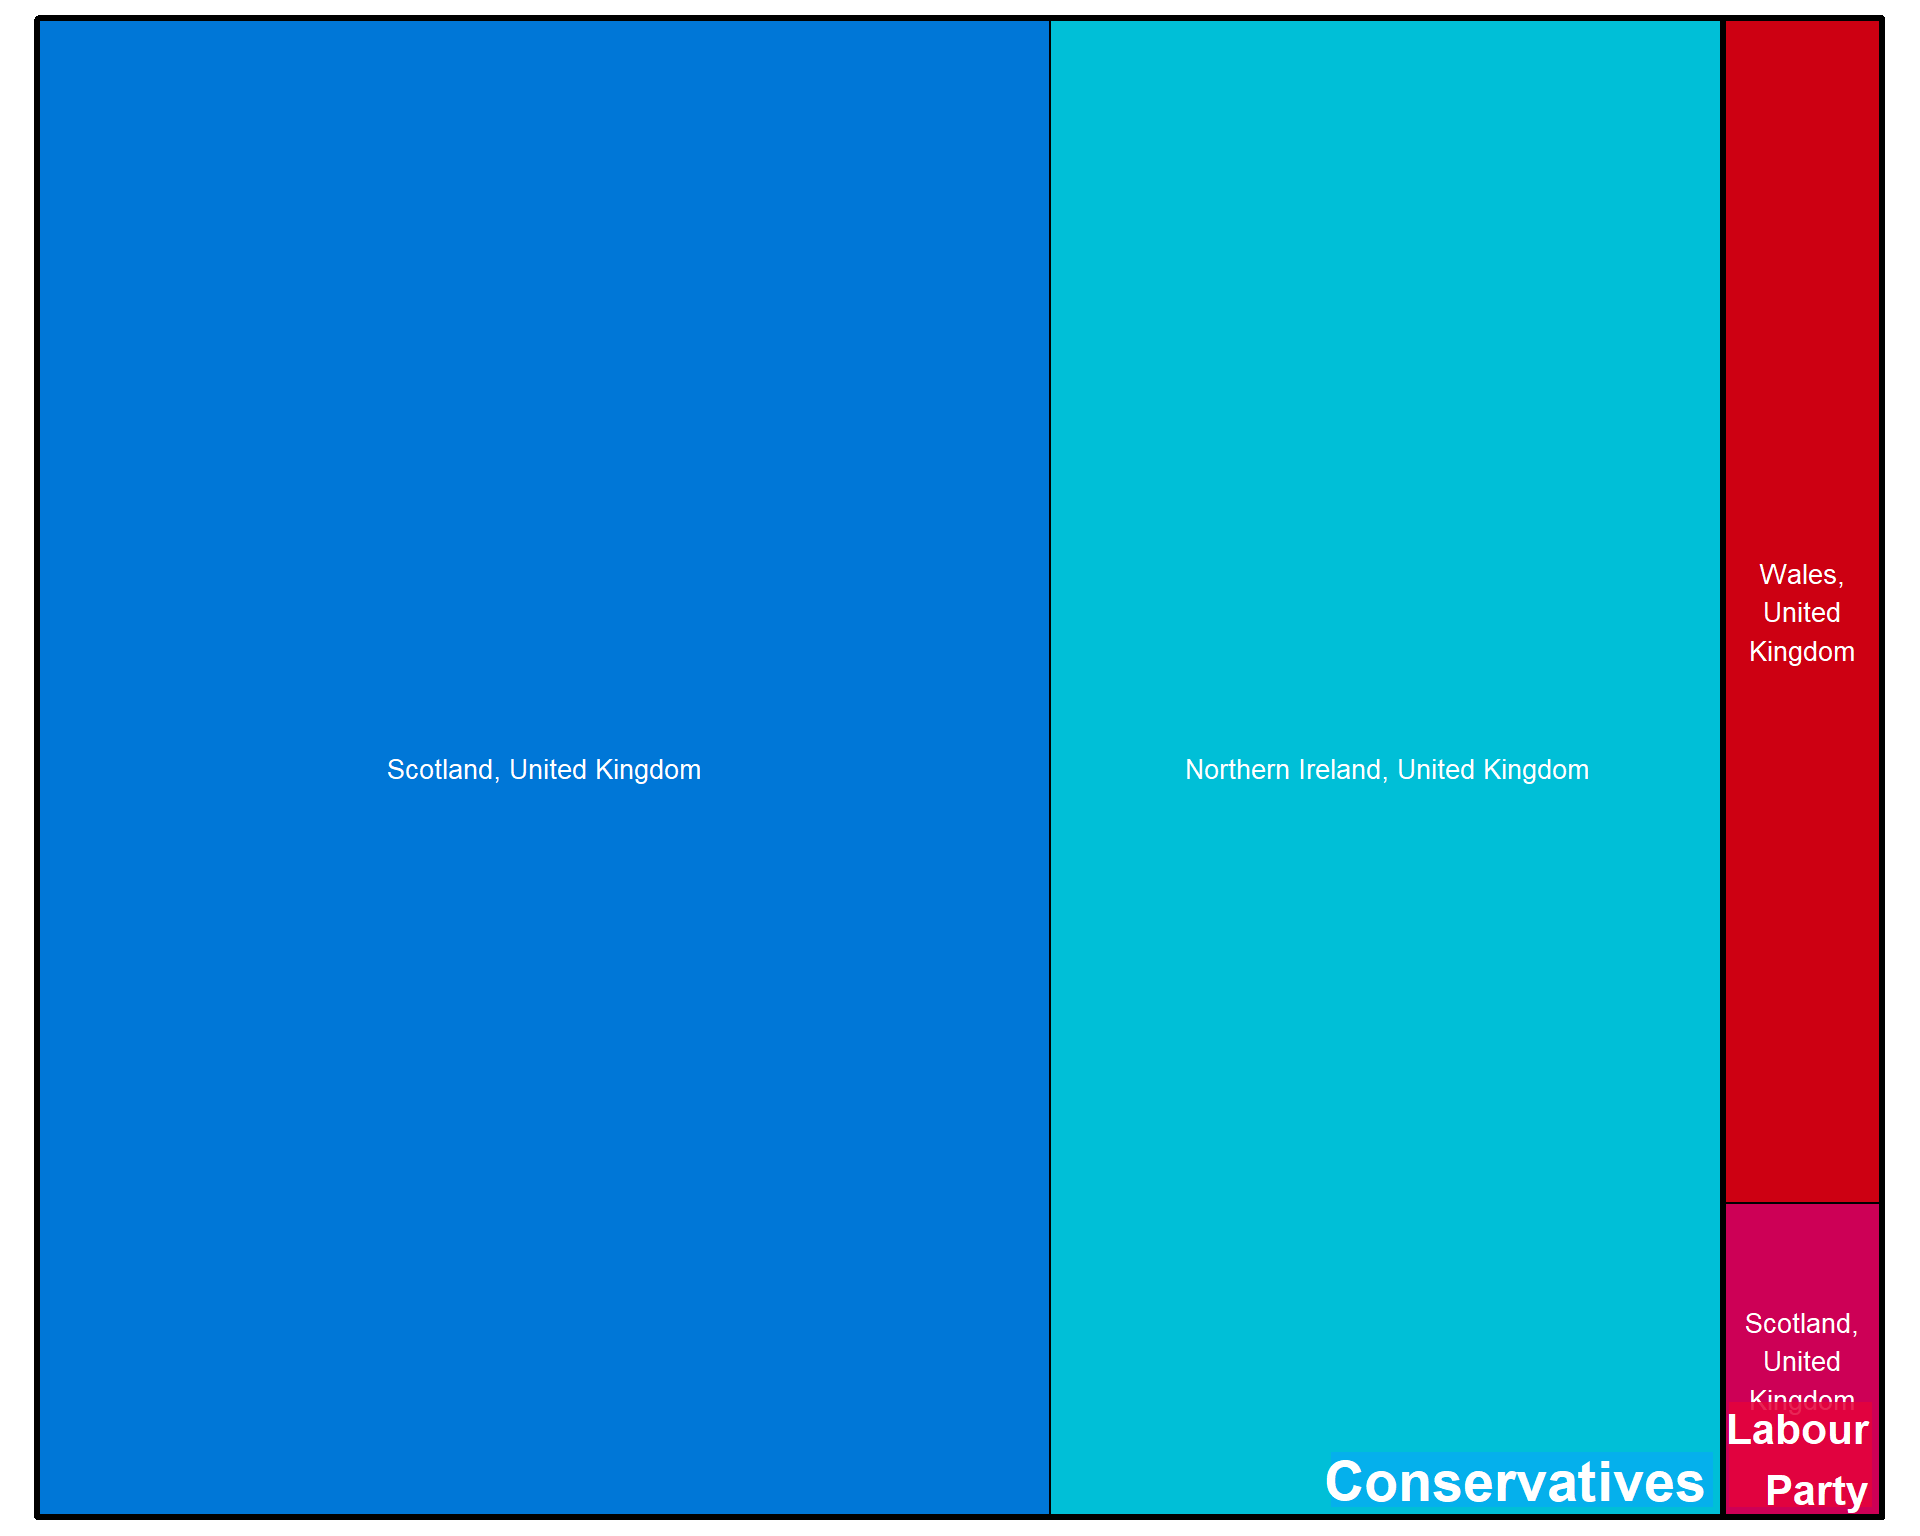 Scotland, United Kingdom
Northern Ireland, United Kingdom
Conservatives
Wales,
United
Kingdom
Scotland,
United
Kingdom
Labour
Party